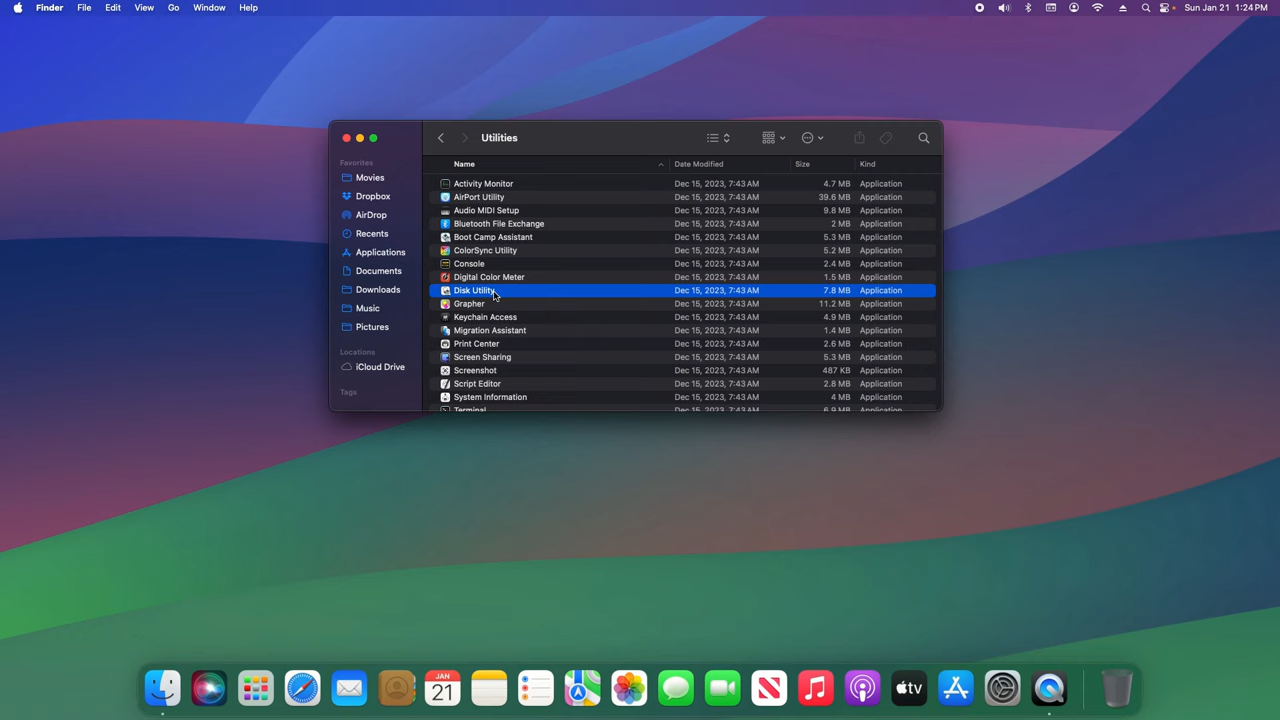 Finder File Edit View Go Window Help Sun Jan 21 1:24 PM
Utilities
Favorites
Movies
Dropbox
AirDrop
Recents
Applications
Documents
Downloads
Music
Pictures
Locations
iCloud Drive
Tags
Name Date Modified Size Kind
Activity Monitor Dec 15, 2023, 7:43 AM 4.7 MB Application
AirPort Utility Dec 15, 2023, 7:43 AM 39.6 MB Application
Audio MIDI Setup Dec 15, 2023, 7:43 AM 9.8 MB Application
Bluetooth File Exchange Dec 15, 2023, 7:43 AM 2 MB Application
Boot Camp Assistant Dec 15, 2023, 7:43 AM 5.3 MB Application
ColorSync Utility Dec 15, 2023, 7:43 AM 5.2 MB Application
Console Dec 15, 2023, 7:43 AM 2.4 MB Application
Digital Color Meter Dec 15, 2023, 7:43 AM 1.5 MB Application
Disk Utility Dec 15, 2023, 7:43 AM 7.8 MB Application
Grapher Dec 15, 2023, 7:43 AM 11.2 MB Application
Keychain Access Dec 15, 2023, 7:43 AM 4.9 MB Application
Migration Assistant Dec 15, 2023, 7:43 AM 1.4 MB Application
Print Center Dec 15, 2023, 7:43 AM 2.6 MB Application
Screen Sharing Dec 15, 2023, 7:43 AM 5.3 MB Application
Screenshot Dec 15, 2023, 7:43 AM 487 KB Application
Script Editor Dec 15, 2023, 7:43 AM 2.8 MB Application
System Information Dec 15, 2023, 7:43 AM 4 MB Application
Terminal Dec 15, 2023, 7:43 AM 6.9 MB Application
JAN
21
tv